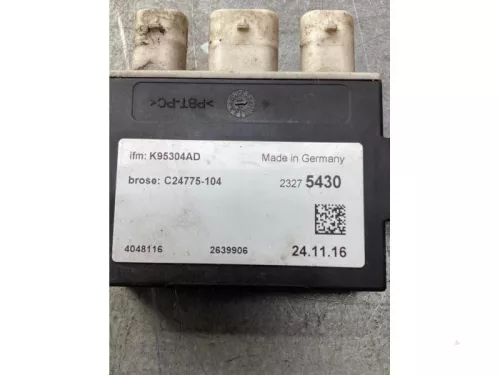 >PBT-PC<
ifm: K95304AD Made in Germany
brose: C24775-104 2327 5430
4048116 2639906 24.11.16